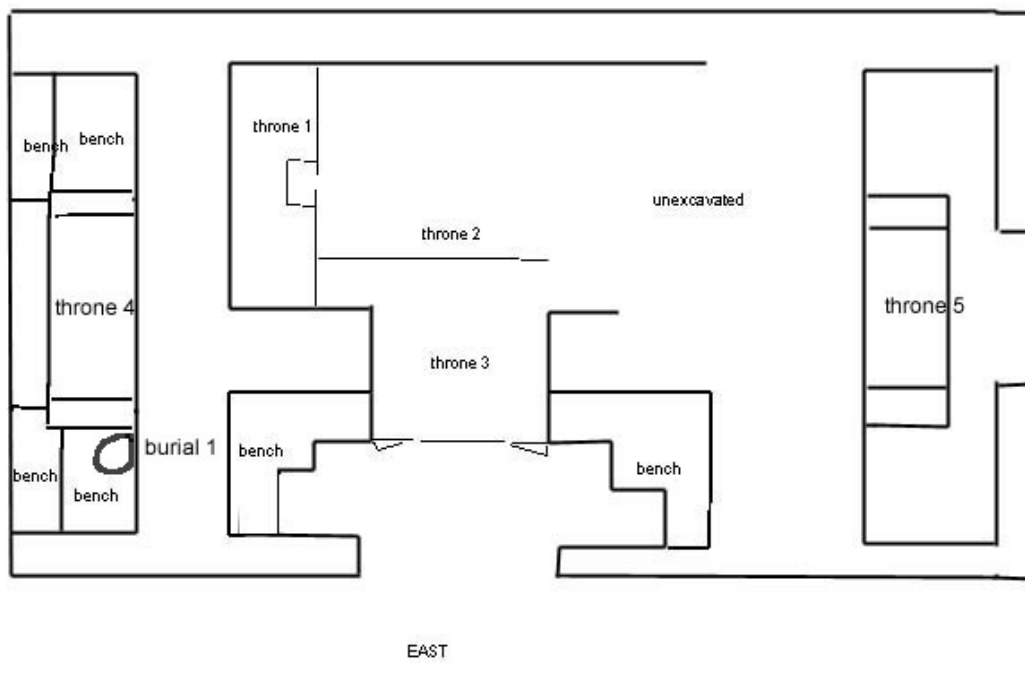 throne 1
bench
bench
unexcavated
throne 2
throne 4
throne 5
throne 3
burial 1
bench
bench
bench
bench
EAST